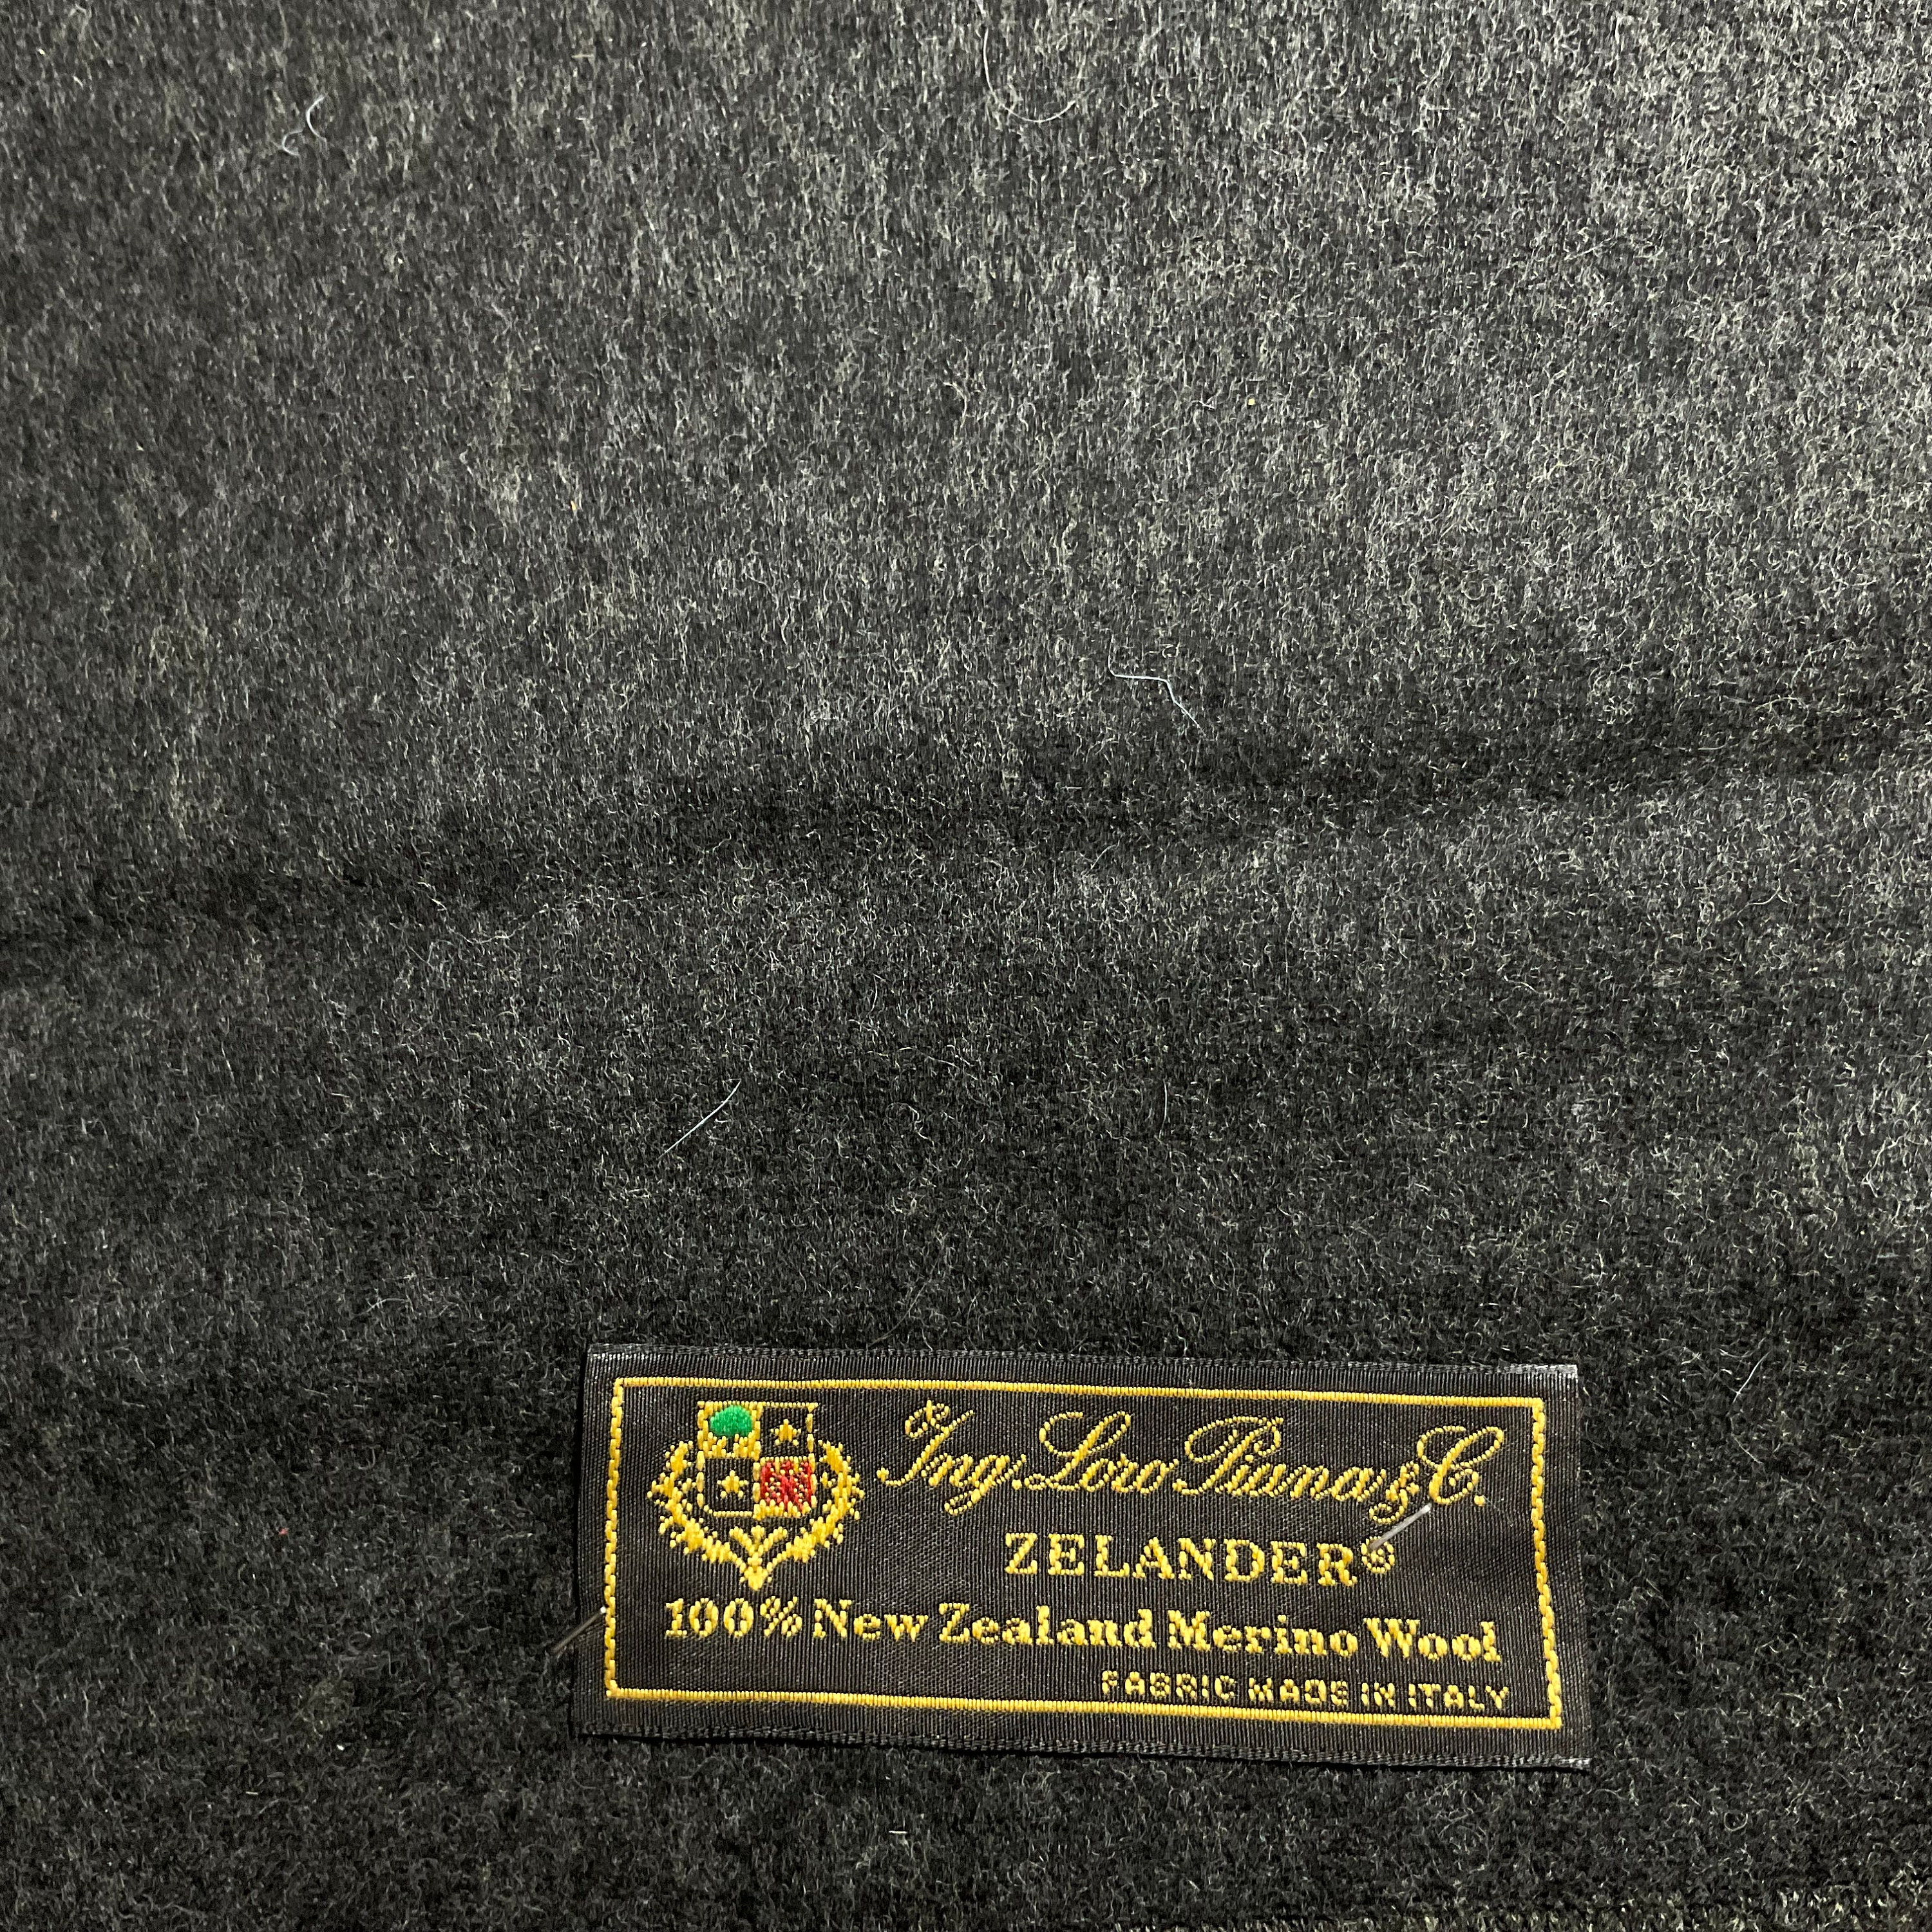 Ing. Loro Piana & C.
ZELANDER®
100% New Zealand Merino Wool
FABRIC MADE IN ITALY